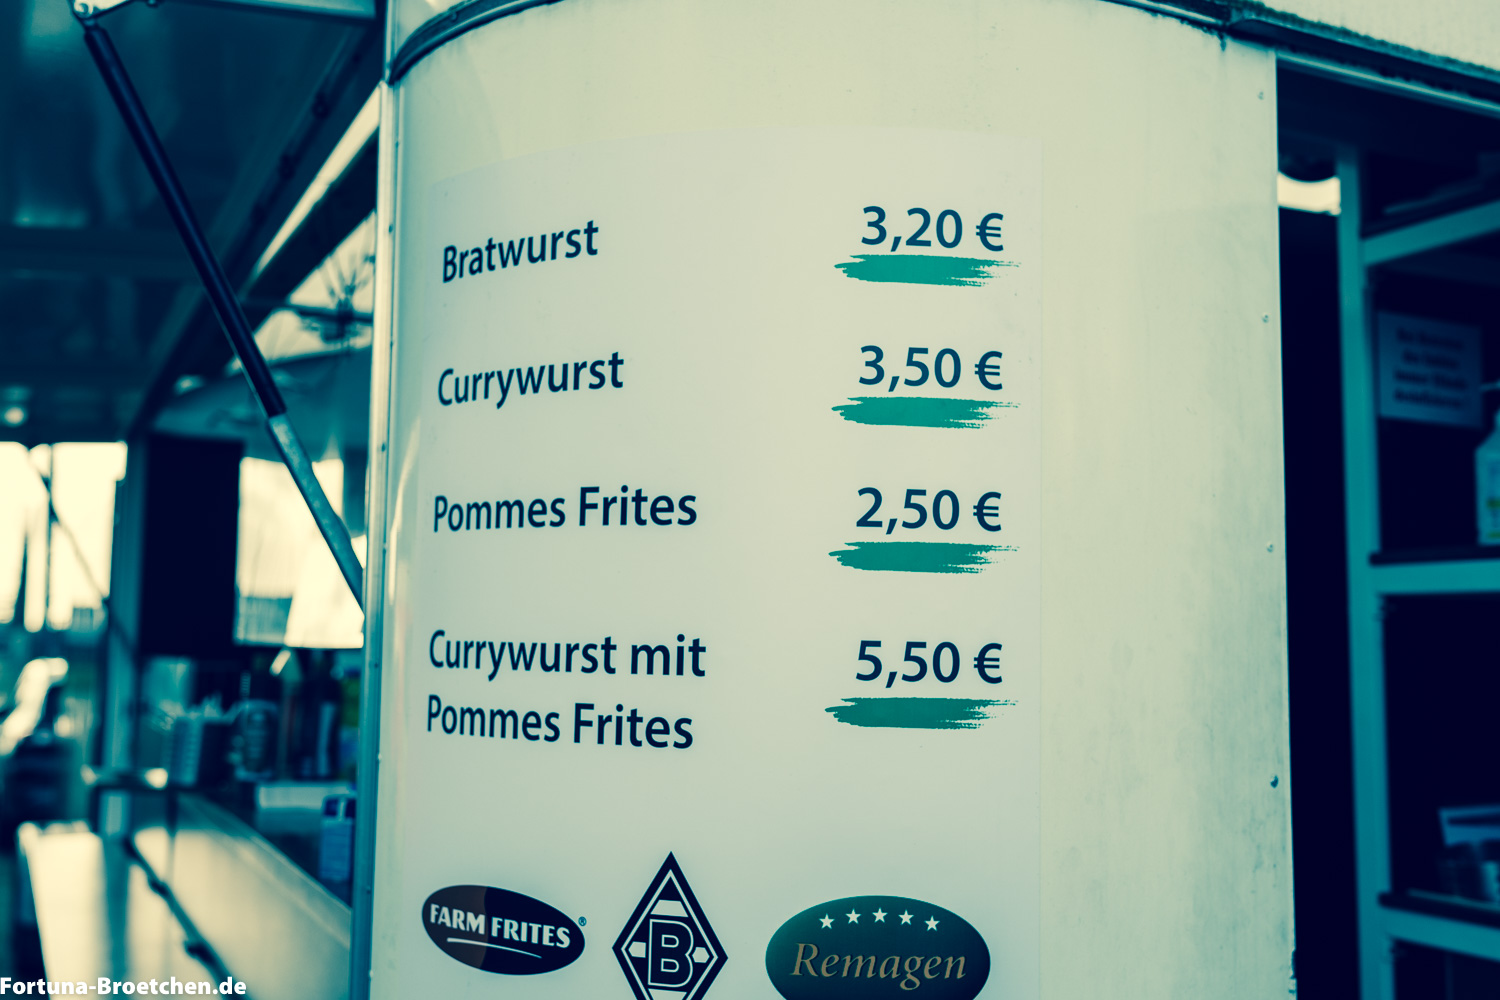 Bratwurst 3,20 €
Currywurst 3,50 €
Pommes Frites 2,50 €
Currywurst mit 5,50 €
Pommes Frites
FARM FRITES ®
B
Remagen
Fortuna-Broetchen.de